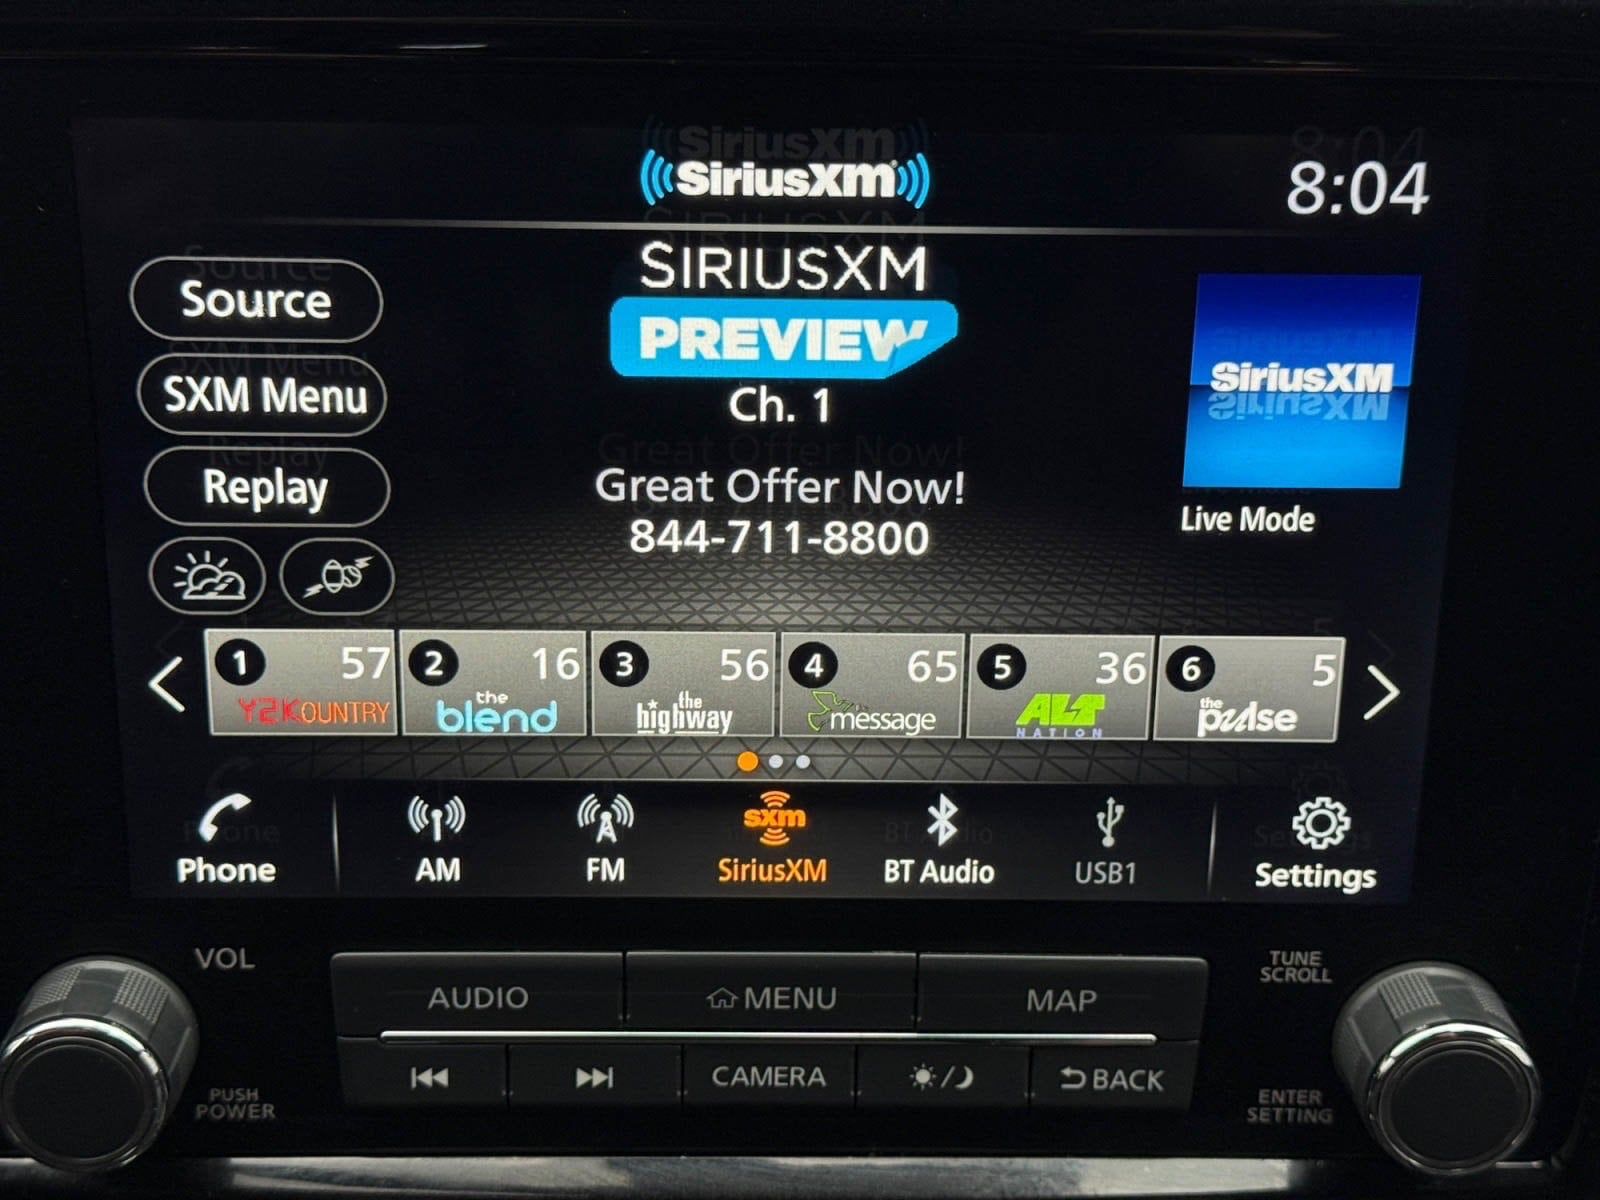 SiriusXM
8:04
Source
SXM Menu
Replay
SIRIUSXM
PREVIEW
Ch. 1
Great Offer Now!
844-711-8800
SiriusXM
Live Mode
1 57
Y2KOUNTRY
2 16
the
blend
3 56
the
highway
4 65
message
5 36
ALT
NATION
6 5
the
pulse
Phone
AM
FM
sxm
SiriusXM
BT Audio
USB1
Settings
VOL
PUSH
POWER
AUDIO
MENU
MAP
CAMERA
BACK
TUNE
SCROLL
ENTER
SETTING